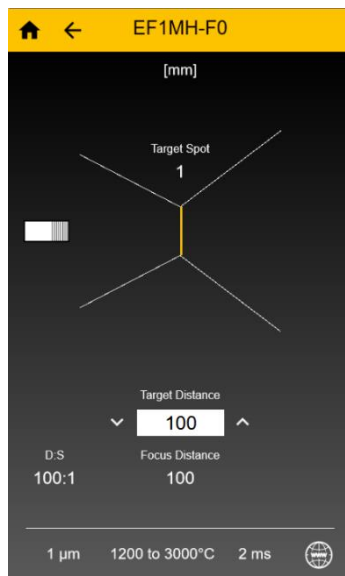 EF1MH-F0
[mm]
Target Spot
1
Target Distance
100
D:S Focus Distance
100:1 100
1 µm 1200 to 3000°C 2 ms
www